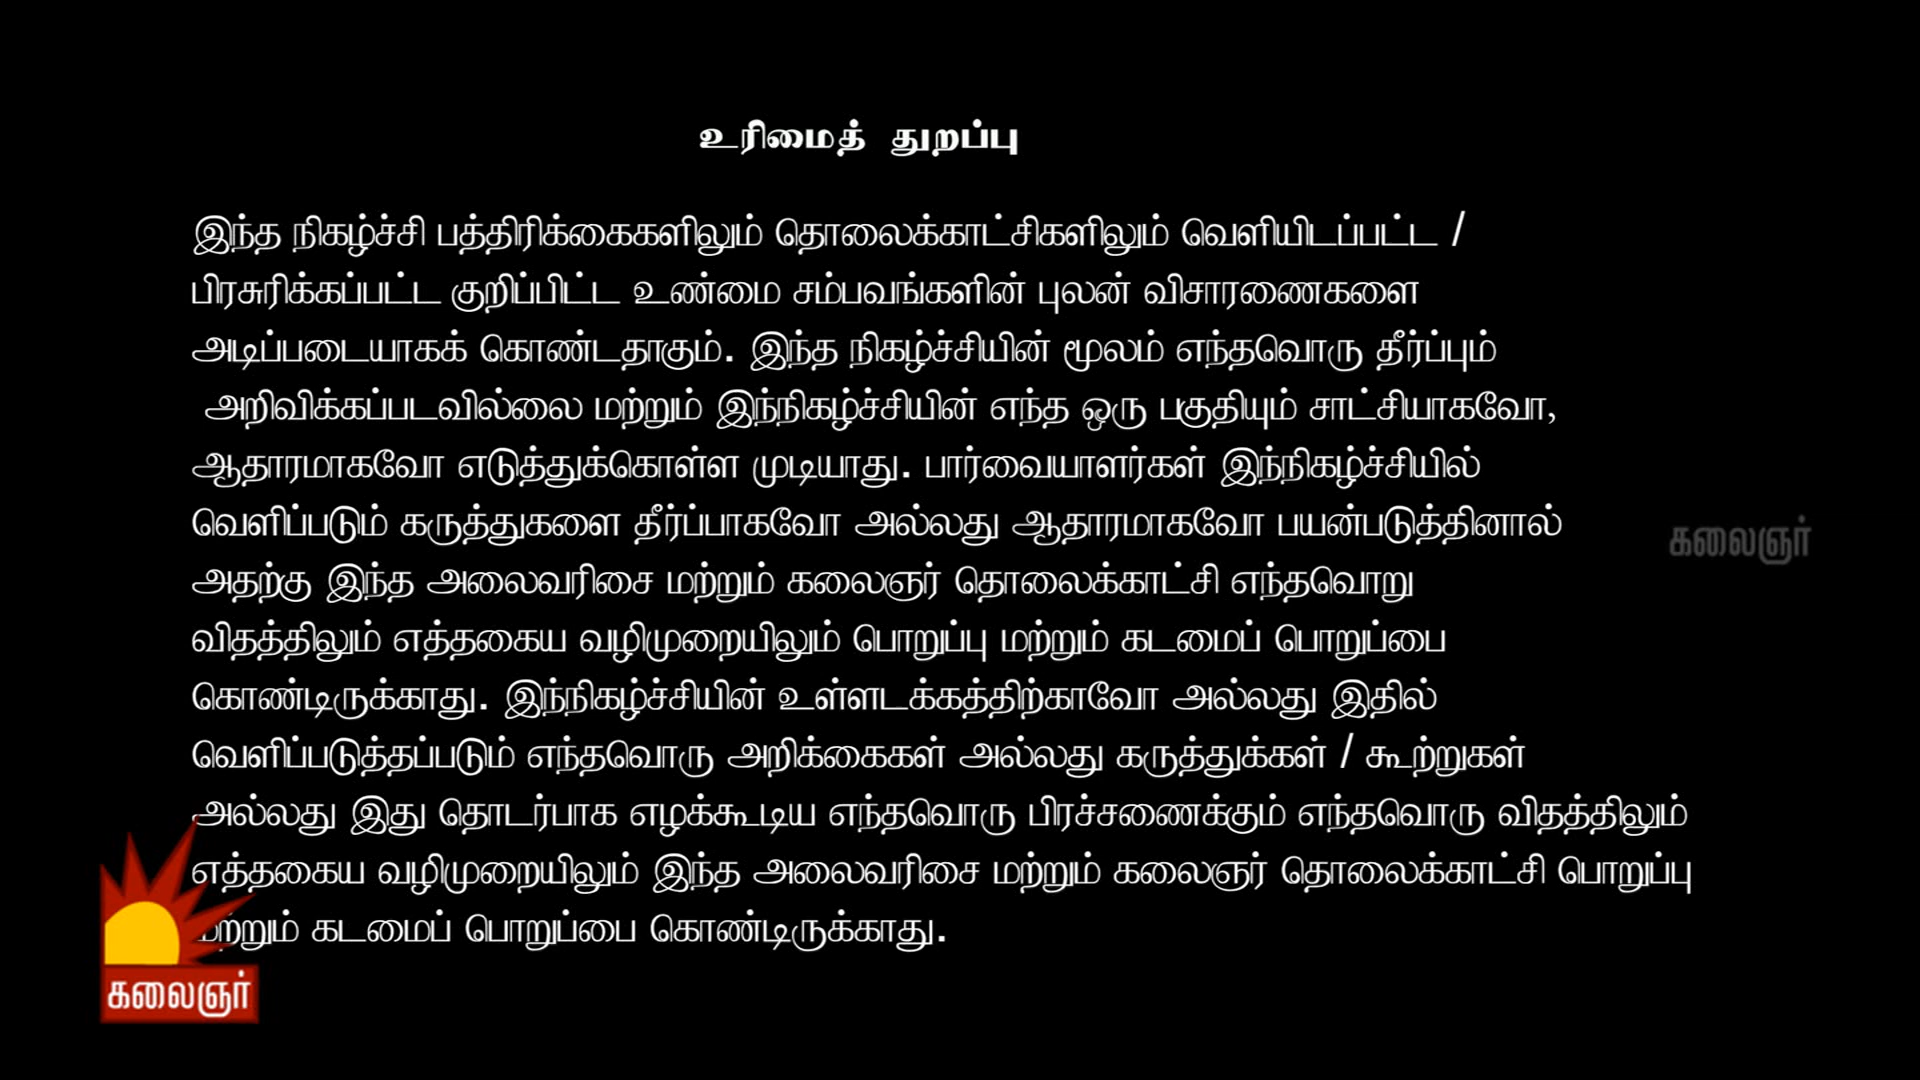 உரிமைத் துறப்பு
இந்த நிகழ்ச்சி பத்திரிக்கைகளிலும் தொலைக்காட்சிகளிலும் வெளியிடப்பட்ட /
பிரசுரிக்கப்பட்ட குறிப்பிட்ட உண்மை சம்பவங்களின் புலன் விசாரணைகளை
அடிப்படையாகக் கொண்டதாகும். இந்த நிகழ்ச்சியின் மூலம் எந்தவொரு தீர்ப்பும்
அறிவிக்கப்படவில்லை மற்றும் இந்நிகழ்ச்சியின் எந்த ஒரு பகுதியும் சாட்சியாகவோ,
ஆதாரமாகவோ எடுத்துக்கொள்ள முடியாது. பார்வையாளர்கள் இந்நிகழ்ச்சியில்
வெளிப்படும் கருத்துகளை தீர்ப்பாகவோ அல்லது ஆதாரமாகவோ பயன்படுத்தினால்
அதற்கு இந்த அலைவரிசை மற்றும் கலைஞர் தொலைக்காட்சி எந்தவொறு
விதத்திலும் எத்தகைய வழிமுறையிலும் பொறுப்பு மற்றும் கடமைப் பொறுப்பை
கொண்டிருக்காது. இந்நிகழ்ச்சியின் உள்ளடக்கத்திற்காவோ அல்லது இதில்
வெளிப்படுத்தப்படும் எந்தவொரு அறிக்கைகள் அல்லது கருத்துக்கள் / கூற்றுகள்
அல்லது இது தொடர்பாக எழக்கூடிய எந்தவொரு பிரச்சணைக்கும் எந்தவொரு விதத்திலும்
எத்தகைய வழிமுறையிலும் இந்த அலைவரிசை மற்றும் கலைஞர் தொலைக்காட்சி பொறுப்பு
மற்றும் கடமைப் பொறுப்பை கொண்டிருக்காது.
கலைஞர்
கலைஞர்